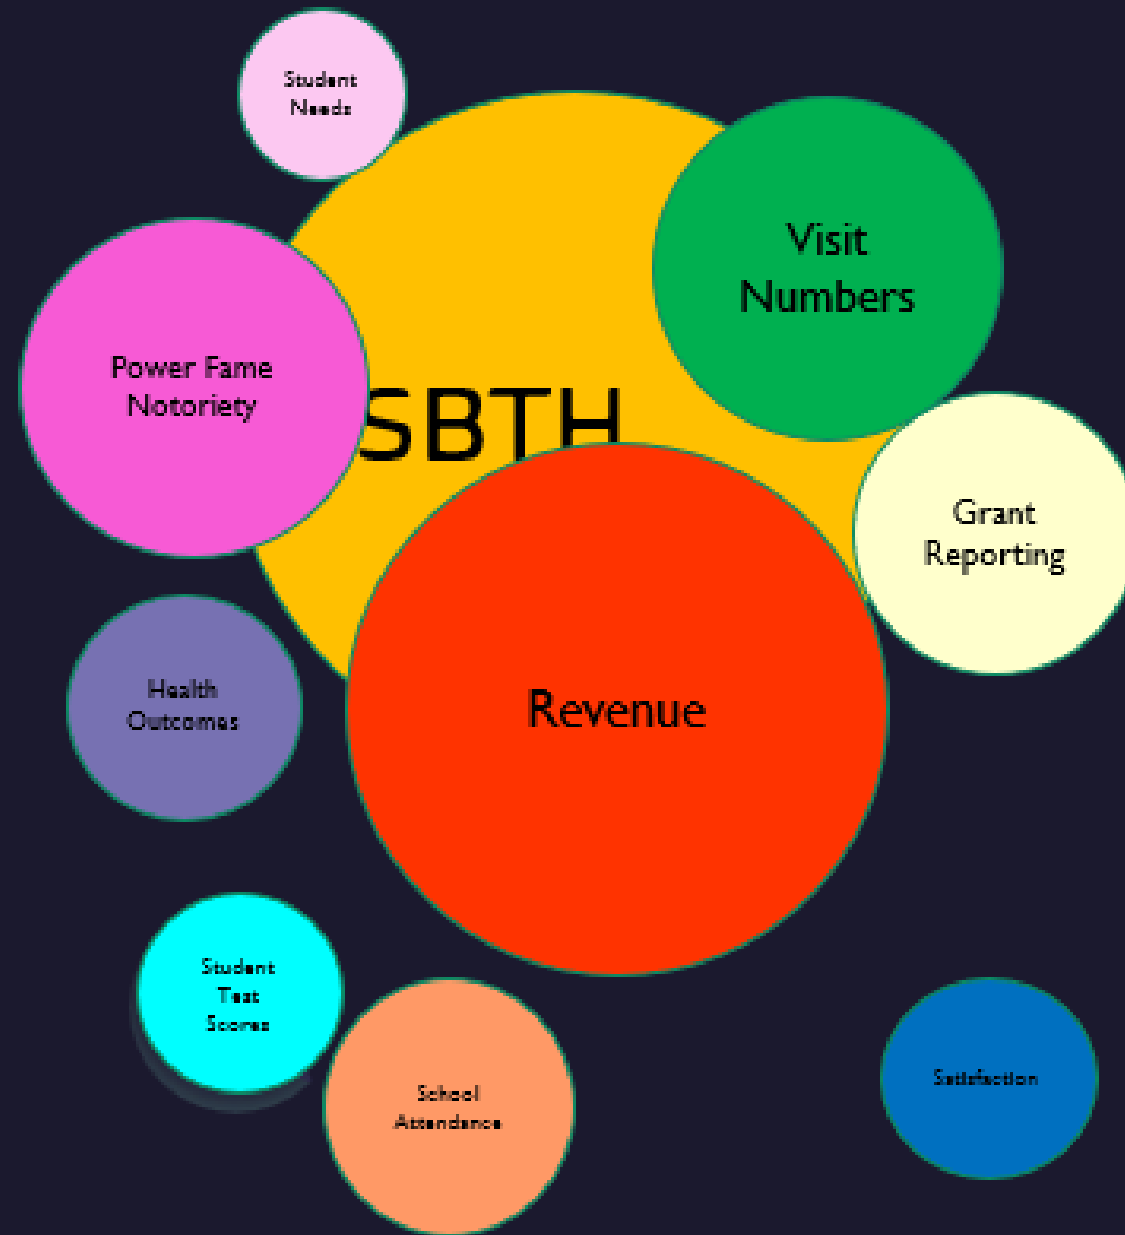 Student
Needs
Visit
Numbers
Power Fame
Notoriety
SBTH
Grant
Reporting
Health
Outcomes
Revenue
Student
Test
Scores
School
Attendance
Satisfaction